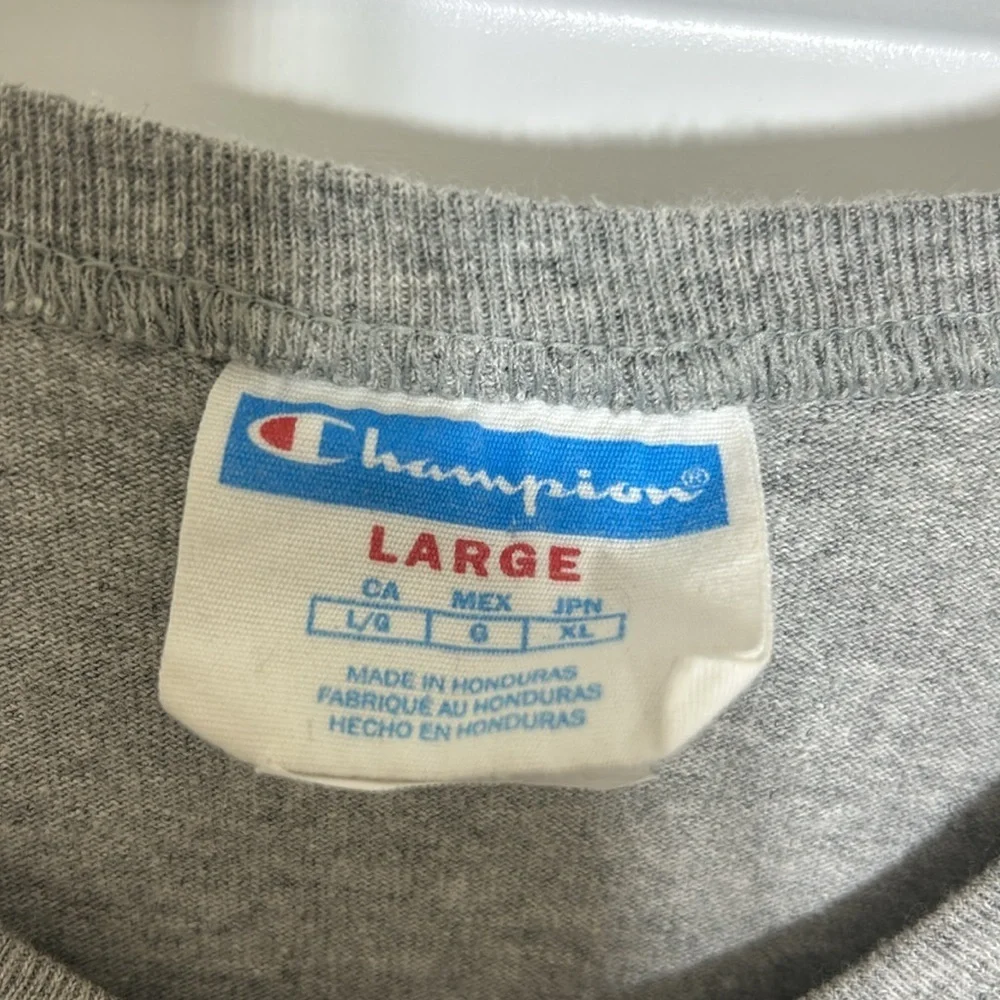 Champion®
LARGE
CA MEX JPN
L/G G XL
MADE IN HONDURAS
FABRIQUÉ AU HONDURAS
HECHO EN HONDURAS